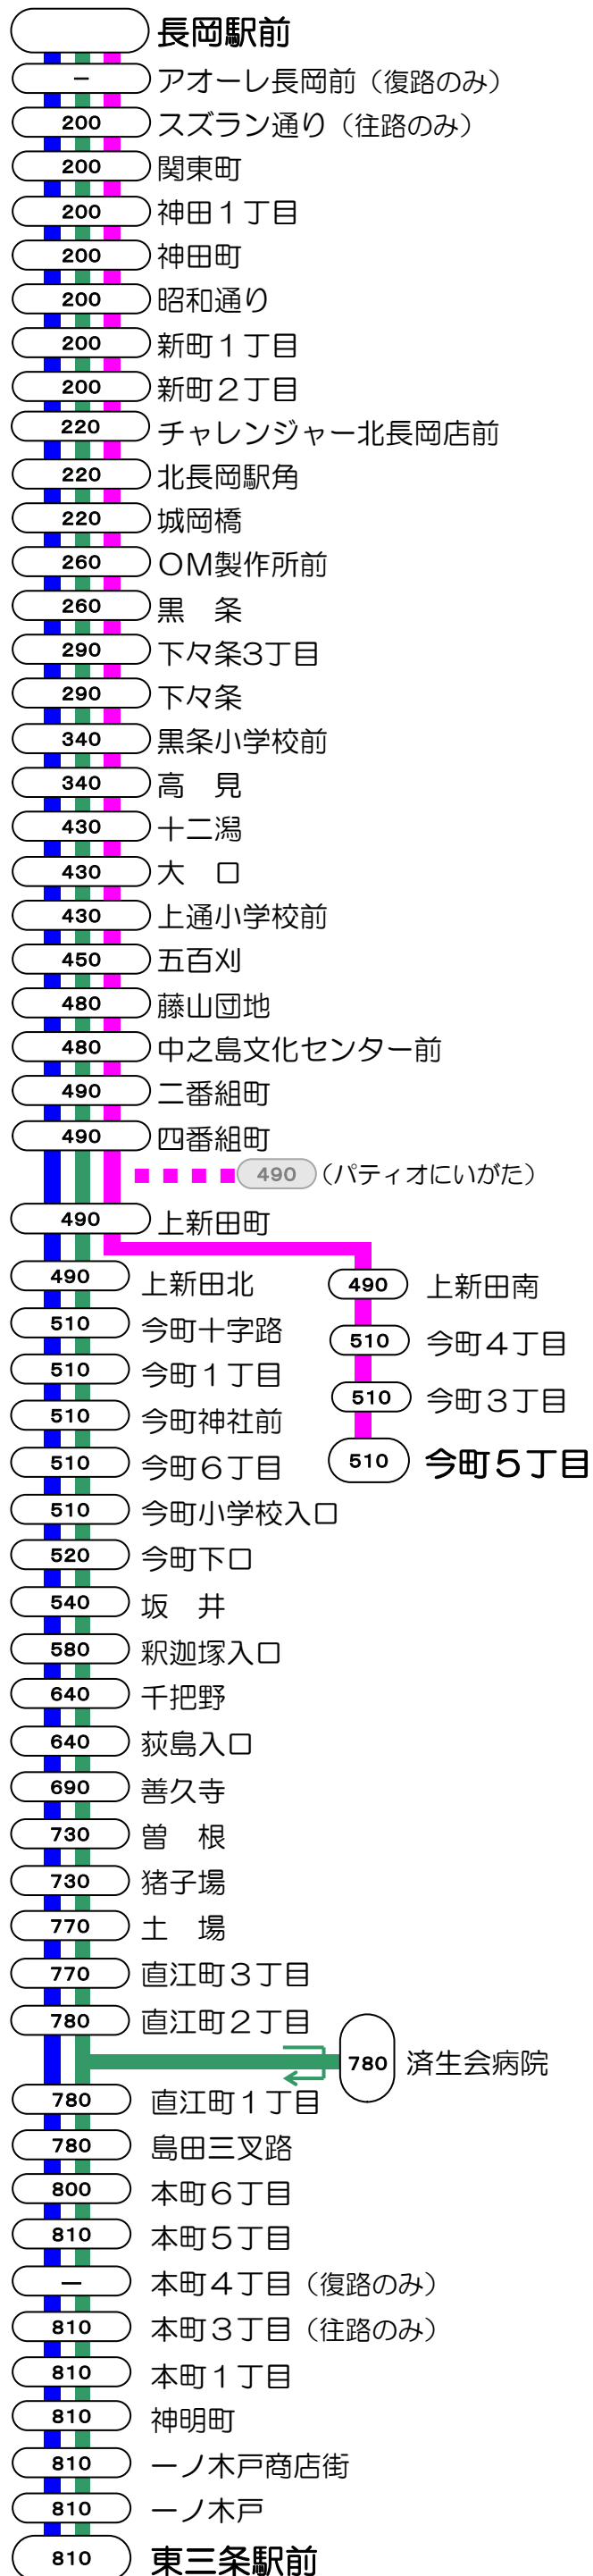 長岡駅前
－ アオーレ長岡前（復路のみ）
200 スズラン通り（往路のみ）
200 関東町
200 神田１丁目
200 神田町
200 昭和通り
200 新町１丁目
200 新町２丁目
220 チャレンジャー北長岡店前
220 北長岡駅角
220 城岡橋
260 ＯＭ製作所前
260 黒　条
290 下々条3丁目
290 下々条
340 黒条小学校前
340 高　見
430 十二潟
430 大　口
430 上通小学校前
450 五百刈
480 藤山団地
480 中之島文化センター前
490 二番組町
490 四番組町
490 （パティオにいがた）
490 上新田町
490 上新田北
490 上新田南
510 今町十字路
510 今町４丁目
510 今町１丁目
510 今町３丁目
510 今町神社前
510 今町６丁目
510 今町５丁目
510 今町小学校入口
520 今町下口
540 坂　井
580 釈迦塚入口
640 千把野
640 荻島入口
690 善久寺
730 曽　根
730 猪子場
770 土　場
770 直江町３丁目
780 直江町２丁目
780 済生会病院
780 直江町１丁目
780 島田三叉路
800 本町６丁目
810 本町５丁目
－ 本町４丁目（復路のみ）
810 本町３丁目（往路のみ）
810 本町１丁目
810 神明町
810 一ノ木戸商店街
810 一ノ木戸
810 東三条駅前